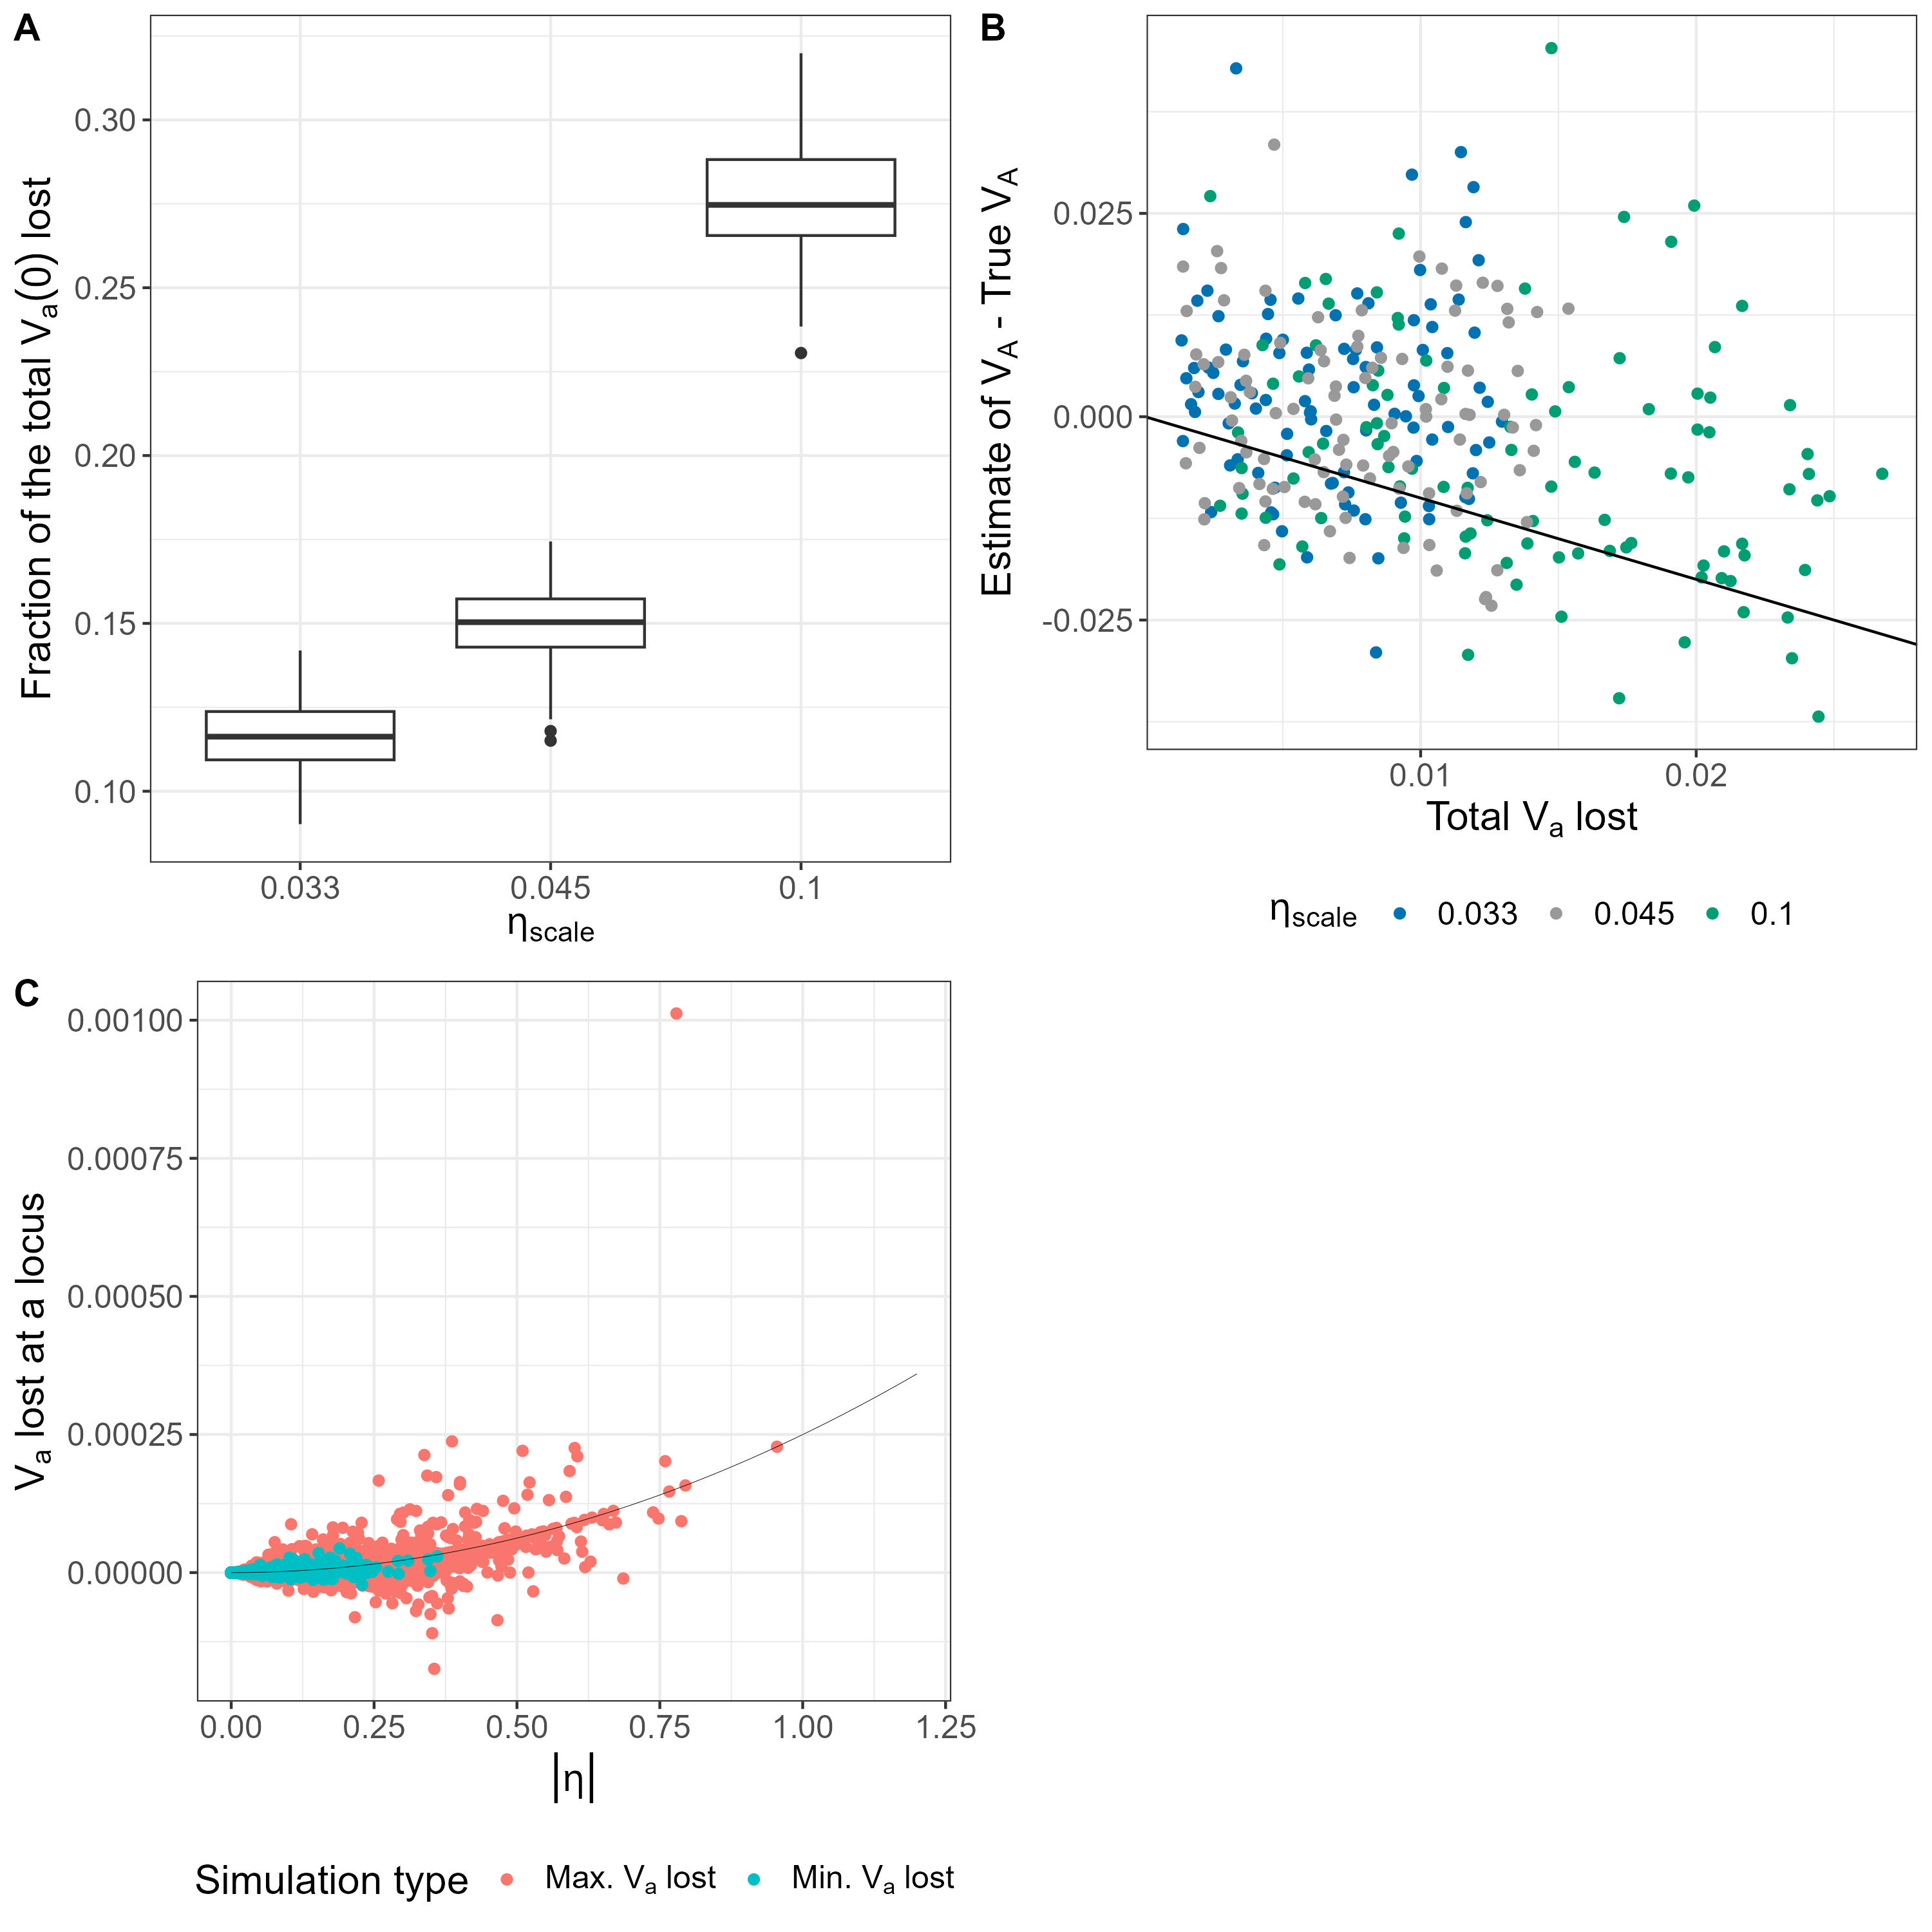 A
Fraction of the total Va(0) lost
0.30
0.25
0.20
0.15
0.10
0.033 0.045 0.1
ηscale
B
Estimate of VA - True VA
0.025
0.000
-0.025
0.01 0.02
Total Va lost
ηscale 0.033 0.045 0.1
C
Va lost at a locus
0.00100
0.00075
0.00050
0.00025
0.00000
0.00 0.25 0.50 0.75 1.00 1.25
|η|
Simulation type Max. Va lost Min. Va lost